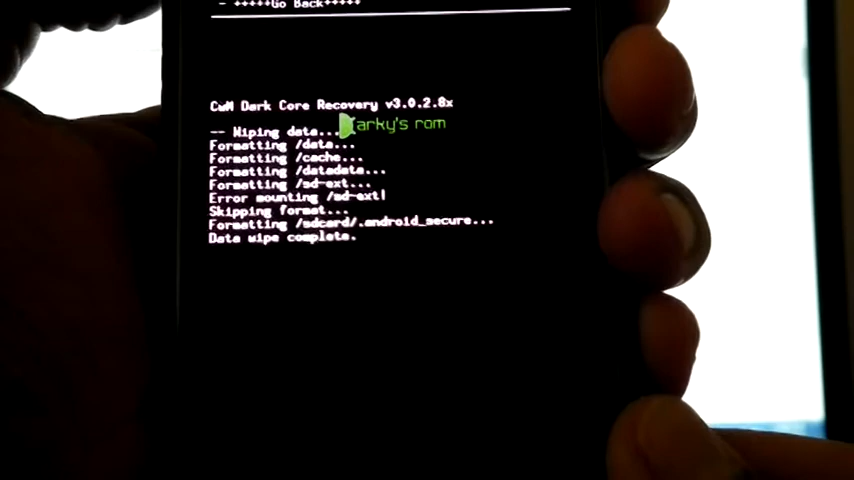 - +++++Go Back+++++
CWM Dark Core Recovery v3.0.2.8x
-- Wiping data...
arky's rom
Formatting /data...
Formatting /cache...
Formatting /datadata...
Formatting /sd-ext...
Error mounting /sd-ext!
Skipping format...
Formatting /sdcard/.android_secure...
Data wipe complete.